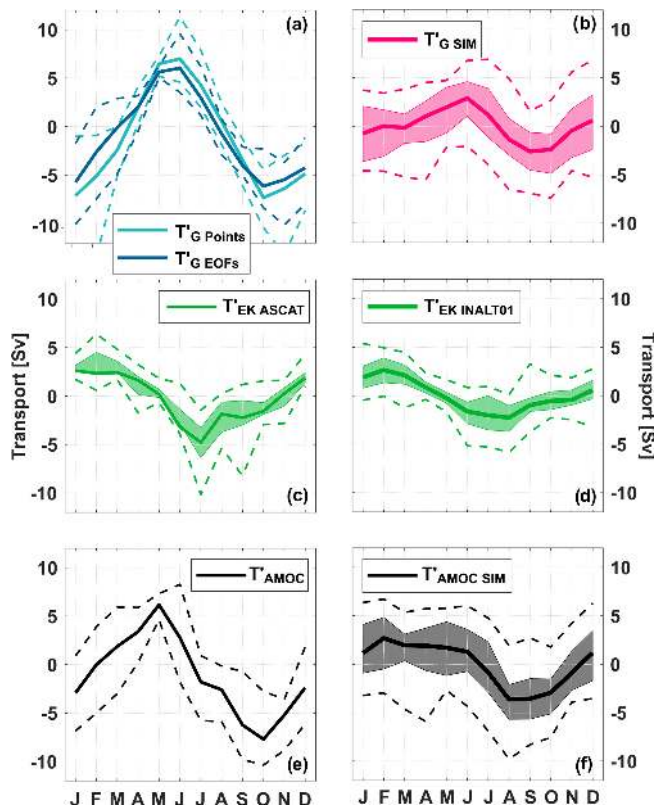 (a)
10
5
0
-5
-10
T'G Points
T'G EOFs
(b)
T'G SIM
10
5
0
-5
-10
Transport [Sv]
T'EK ASCAT
10
5
0
-5
-10
(c)
T'EK INALT01
10
5
0
-5
-10
(d)
Transport [Sv]
T'AMOC
10
5
0
-5
-10
(e)
J F M A M J J A S O N D
T'AMOC SIM
10
5
0
-5
-10
(f)
J F M A M J J A S O N D